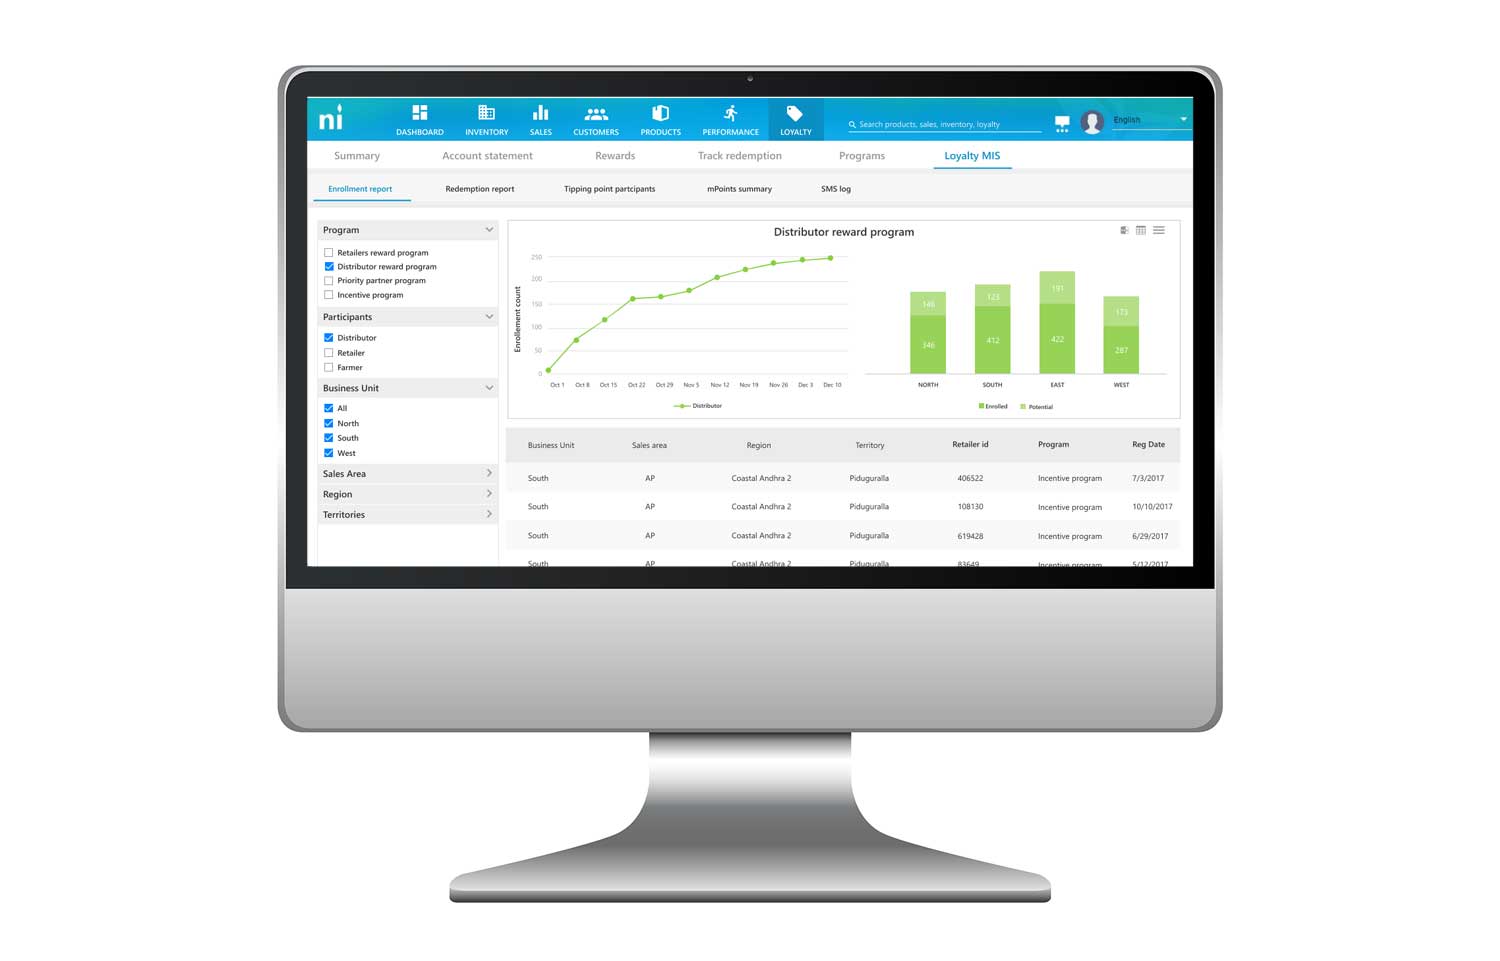 ni
DASHBOARD INVENTORY SALES CUSTOMERS PRODUCTS PERFORMANCE LOYALTY
Search products, sales, inventory, loyalty
English
Summary Account statement Rewards Track redemption Programs Loyalty MIS
Enrollment report Redemption report Tipping point partcipants mPoints summary SMS log
Program
Retailers reward program
Distributor reward program
Priority partner program
Incentive program
Participants
Distributor
Retailer
Farmer
Business Unit
All
North
South
West
Sales Area
Region
Territories
Distributor reward program
Enrollement count
250
200
150
100
50
0
Oct 1 Oct 8 Oct 15 Oct 22 Oct 29 Nov 5 Nov 12 Nov 19 Nov 26 Dec 3 Dec 10
Distributor
146 123 191 173
346 412 422 287
NORTH SOUTH EAST WEST
Enrolled Potential
Business Unit Sales area Region Territory Retailer id Program Reg Date
South AP Coastal Andhra 2 Piduguralla 406522 Incentive program 7/3/2017
South AP Coastal Andhra 2 Piduguralla 108130 Incentive program 10/10/2017
South AP Coastal Andhra 2 Piduguralla 619428 Incentive program 6/29/2017
South AP Coastal Andhra 2 Piduguralla 83649 Incentive program 5/12/2017